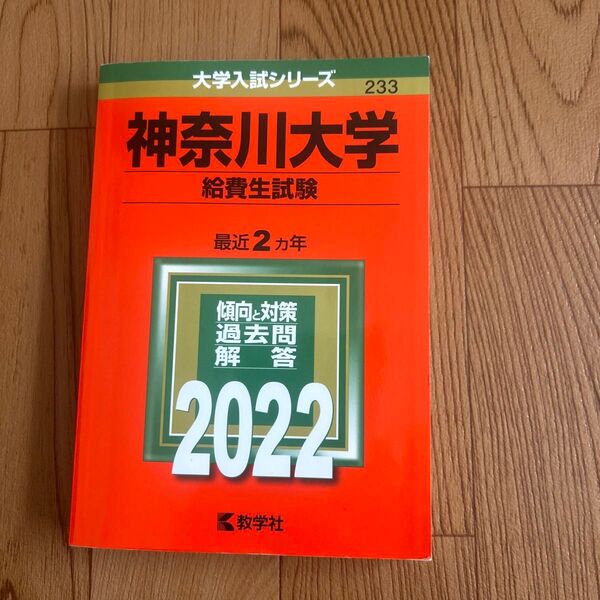 大学入試シリーズ
233
神奈川大学
給費生試験
最近2カ年
傾向と対策
過去問
解答
2022
教学社